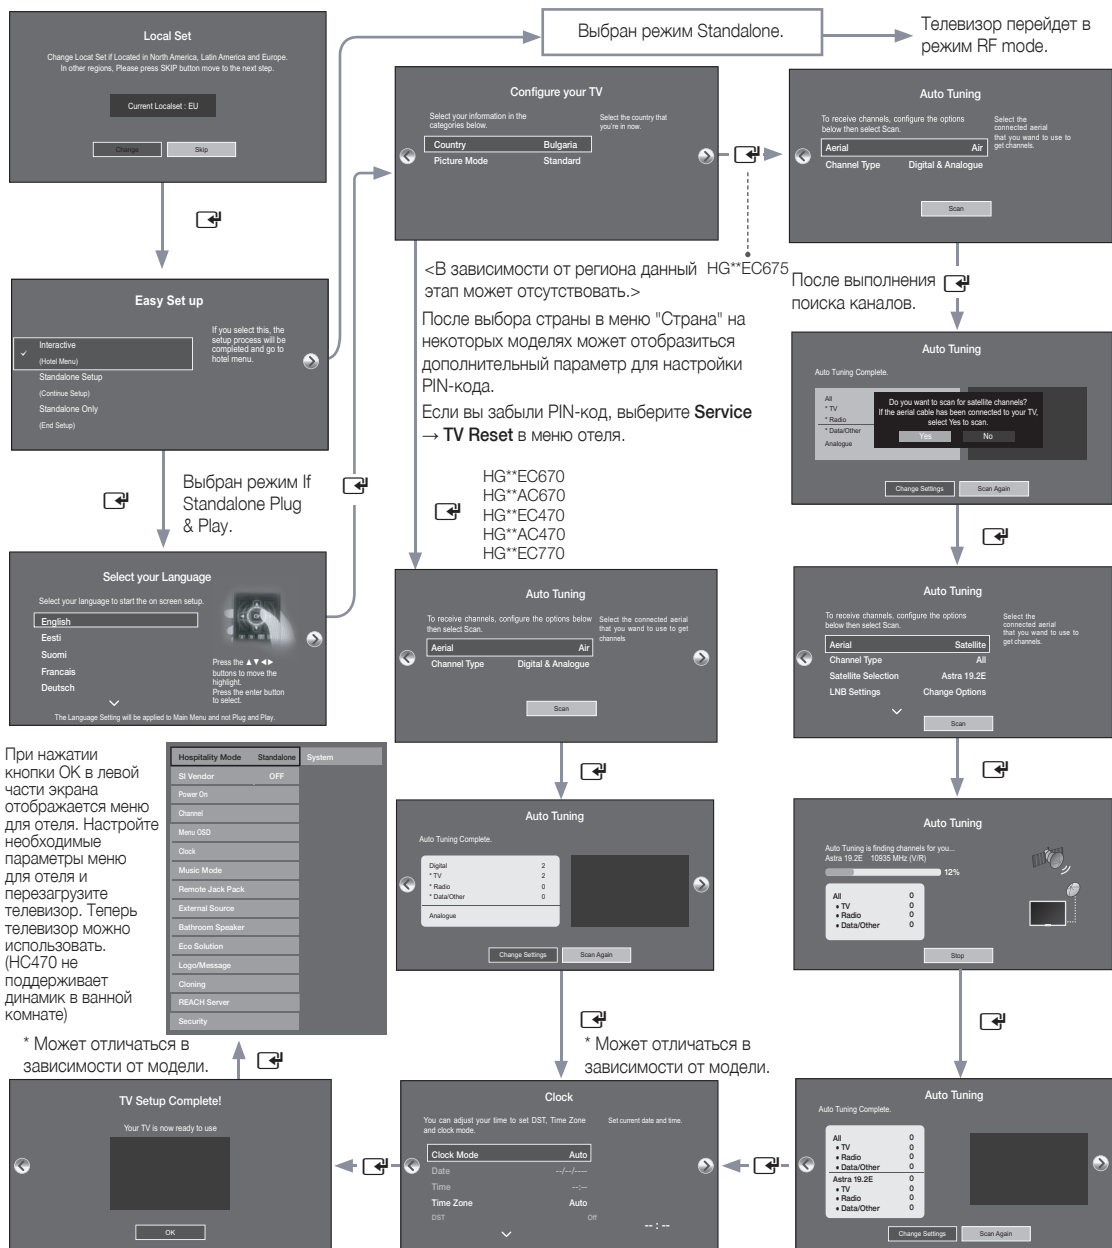 Local Set
Change Locat Set if Located in North America, Latin America and Europe.
In other regions, Please press SKIP button move to the next step.
Current Localset : EU
Change
Skip
Выбран режим Standalone.
Телевизор перейдет в
режим RF mode.
Configure your TV
Select your information in the
categories below.
Select the country that
you're in now.
Country Bulgaria
Picture Mode Standard
Auto Tuning
To receive channels, configure the options
below then select Scan.
Select the
connected aerial
that you wand to use to
get channels.
Aerial Air
Channel Type Digital & Analogue
Scan
<В зависимости от региона данный
этап может отсутствовать.>
HG**EC675
После выбора страны в меню "Страна" на
некоторых моделях может отобразиться
дополнительный параметр для настройки
PIN-кода.
Если вы забыли PIN-код, выберите Service
→ TV Reset в меню отеля.
После выполнения
поиска каналов.
Easy Set up
Interactive
(Hotel Menu)
Standalone Setup
(Continue Setup)
Standalone Only
(End Setup)
If you select this, the
setup process will be
completed and go to
hotel menu.
Auto Tuning
Auto Tuning Complete.
All
* TV
* Radio
* Data/Other
Analogue
Do you want to scan for satellite channels?
If the aerial cable has been connected to your TV,
select Yes to scan.
Yes
No
Change Settings
Scan Again
Выбран режим If
Standalone Plug
& Play.
HG**EC670
HG**AC670
HG**EC470
HG**AC470
HG**EC770
Select your Language
Select your language to start the on screen setup.
English
Eesti
Suomi
Francais
Deutsch
Press the ▲▼◄►
buttons to move the
highlight.
Press the enter button
to select.
The Language Setting will be applied to Main Menu and not Plug and Play.
Auto Tuning
To receive channels, configure the options below
then select Scan.
Select the connected aerial
that you wand to use to get
channels
Aerial Air
Channel Type Digital & Analogue
Scan
Auto Tuning
To receive channels, configure the options
below then select Scan.
Select the
connected aerial
that you wand to use to
get channels.
Aerial Satellite
Channel Type All
Satellite Selection Astra 19.2E
LNB Settings Change Options
Scan
При нажатии
кнопки OK в левой
части экрана
отображается меню
для отеля. Настройте
необходимые
параметры меню
для отеля и
перезагрузите
телевизор. Теперь
телевизор можно
использовать.
(HC470 не
поддерживает
динамик в ванной
комнате)
Hospitality Mode Standalone System
SI Vendor OFF
Power On
Channel
Menu OSD
Clock
Music Mode
Remote Jack Pack
External Source
Bathroom Speaker
Eco Solution
Logo/Message
Cloning
REACH Server
Security
Auto Tuning
Auto Tuning Complete.
Digital 2
* TV 2
* Radio 0
* Data/Other 0
Analogue
Change Settings
Scan Again
Auto Tuning
Auto Tuning is finding channels for you...
Astra 19.2E 10935 MHz (V/R)
12%
All 0
• TV 0
• Radio 0
• Data/Other 0
Stop
* Может отличаться в
зависимости от модели.
* Может отличаться в
зависимости от модели.
TV Setup Complete!
Your TV is now ready to use
OK
Clock
You can adjust your time to set DST, Time Zone
and clock mode.
Set current date and time.
Clock Mode Auto
Date --/--/----
Time --:--
Time Zone Auto
DST Off
-- : --
Auto Tuning
Auto Tuning Complete.
All 0
• TV 0
• Radio 0
• Data/Other 0
Astra 19.2E 0
• TV 0
• Radio 0
• Data/Other 0
Change Settings
Scan Again